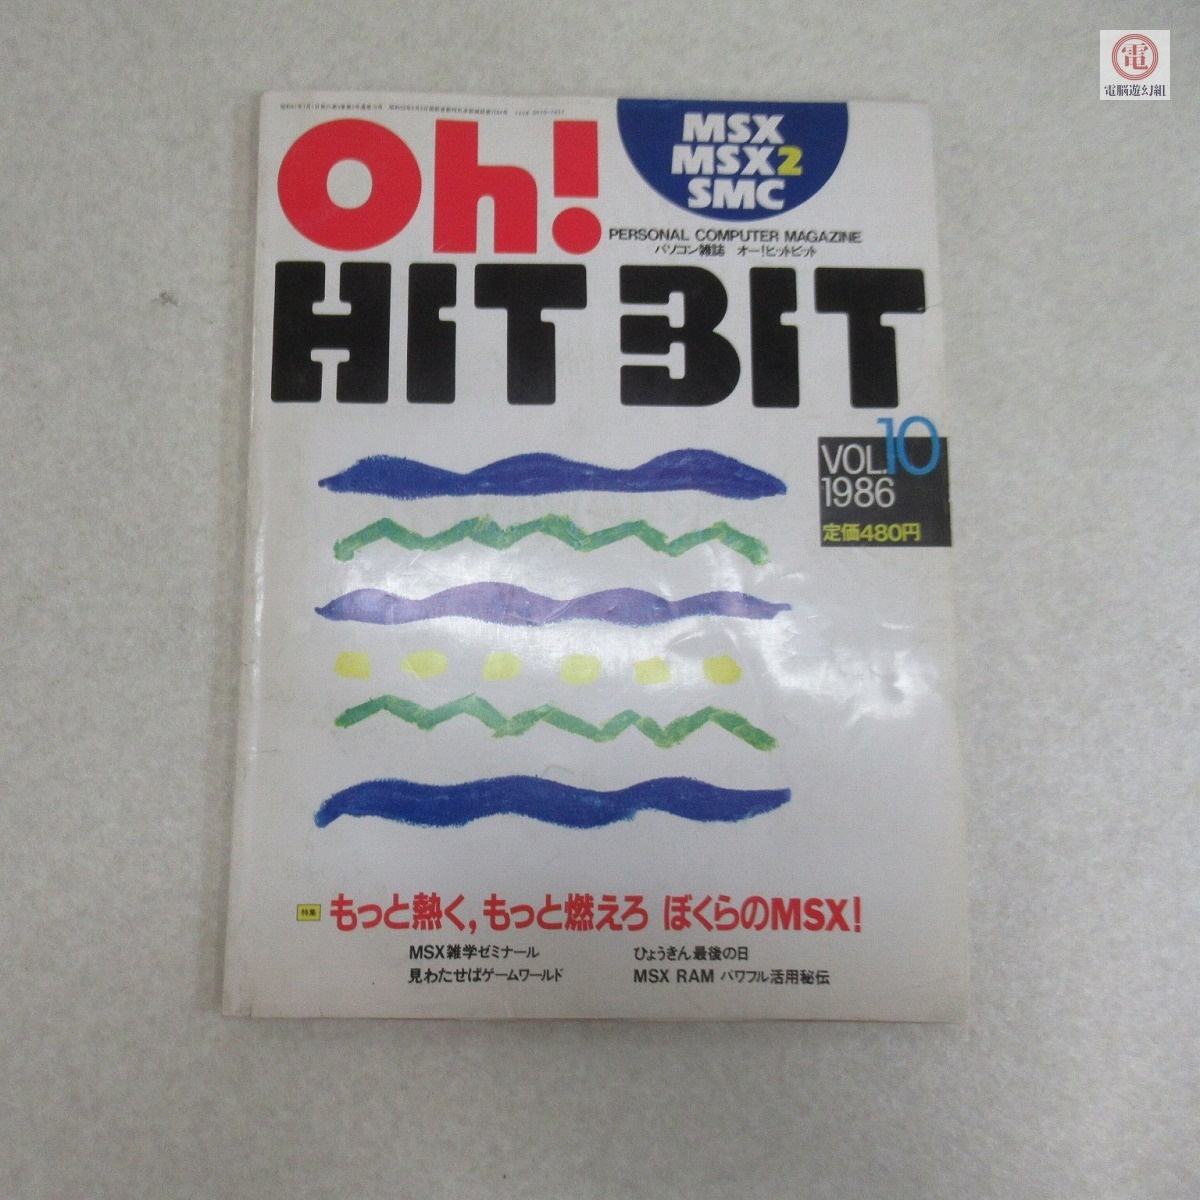 電
電脳遊幻組
Oh!
MSX
MSX2
SMC
PERSONAL COMPUTER MAGAZINE
パソコン雑誌 オー!ヒットビット
HIT BIT
VOL.10
1986
定価480円
特集 もっと熱く,もっと燃えろ ぼくらのMSX!
MSX雑学ゼミナール ひょうきん最後の日
見わたせばゲームワールド MSX RAM パワフル活用秘伝